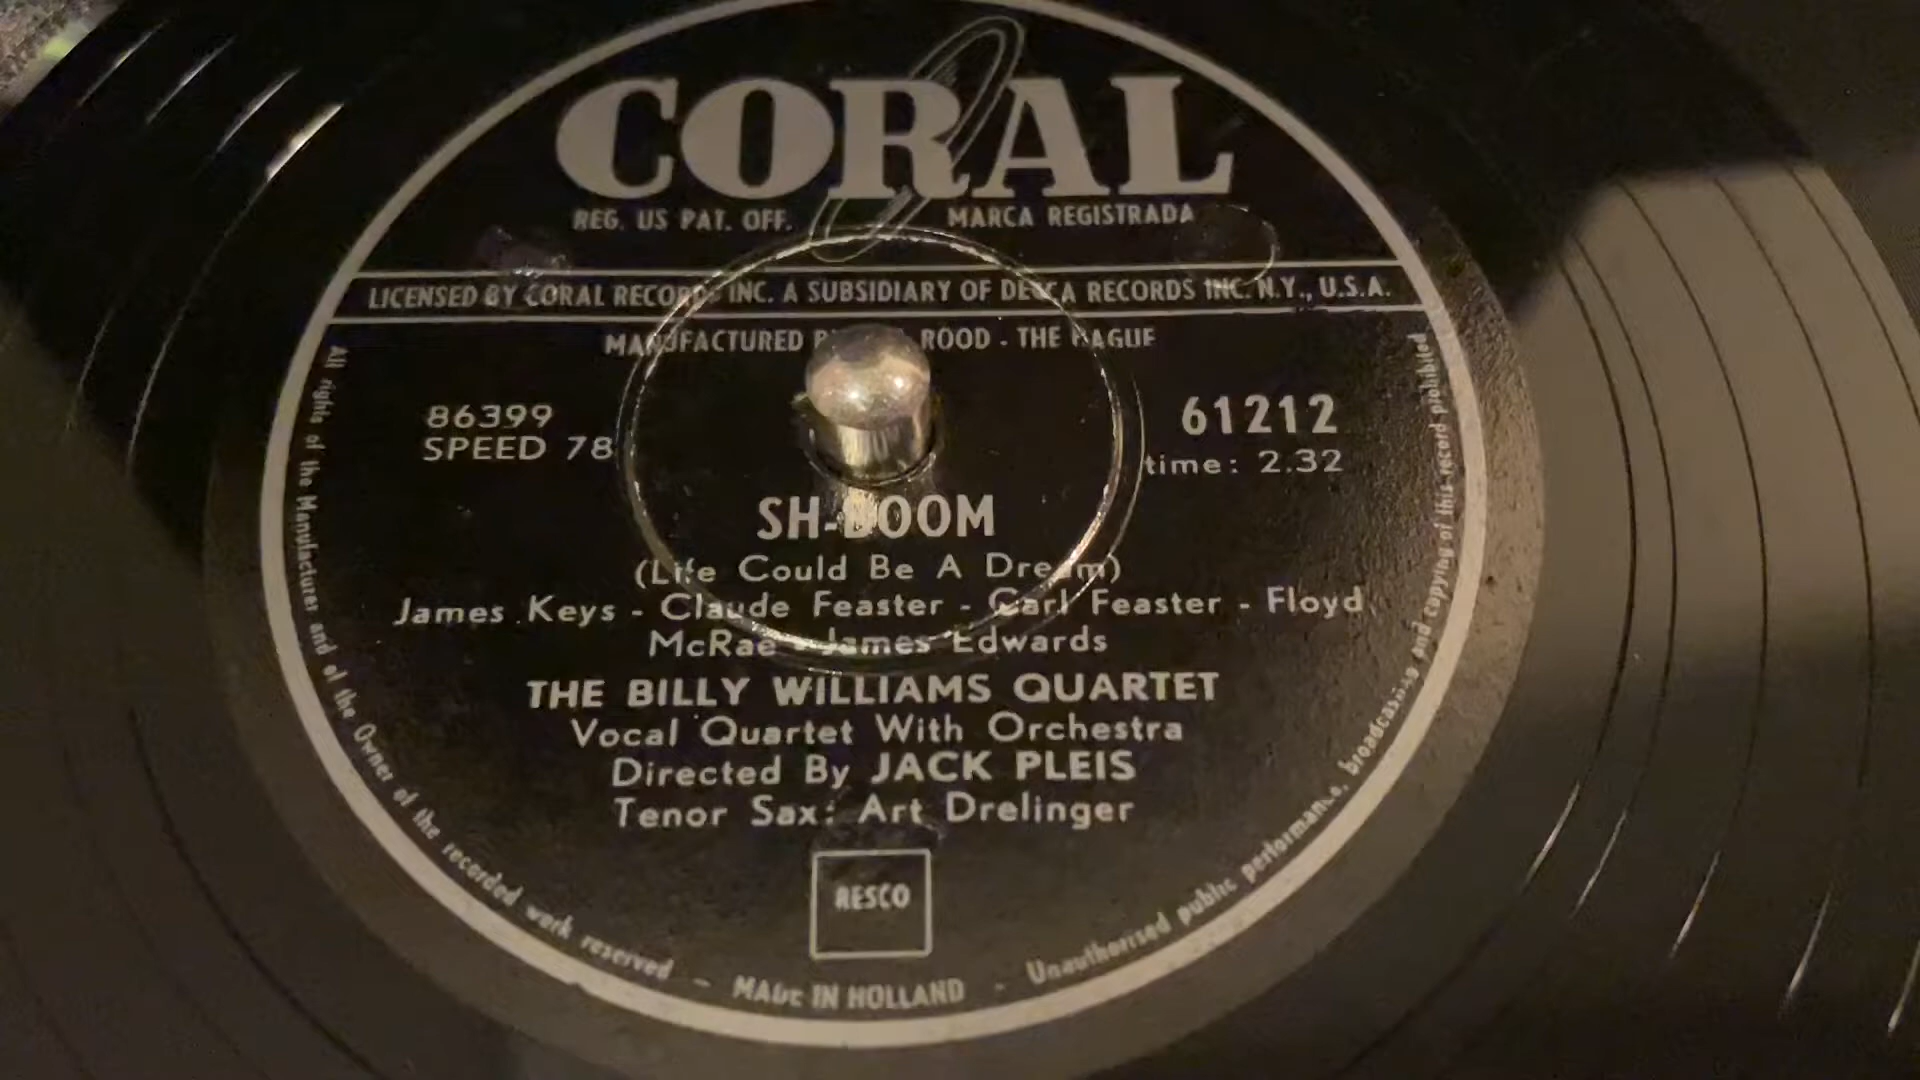 CORAL
REG. US PAT. OFF. MARCA REGISTRADA
LICENSED BY CORAL RECORDS INC. A SUBSIDIARY OF DECCA RECORDS INC. N.Y., U.S.A.
MANUFACTURED ROOD - THE HAGUE
86399 61212
SPEED 78 time: 2.32
SH-BOOM
(Life Could Be A Dream)
James Keys - Claude Feaster - Carl Feaster - Floyd
McRae - James Edwards
THE BILLY WILLIAMS QUARTET
Vocal Quartet With Orchestra
Directed By JACK PLEIS
Tenor Sax: Art Drelinger
RESCO
All rights of the Manufacturer and of the Owner of the recorded work reserved - MADE IN HOLLAND - Unauthorised public performance, broadcasting and copying of this record prohibited